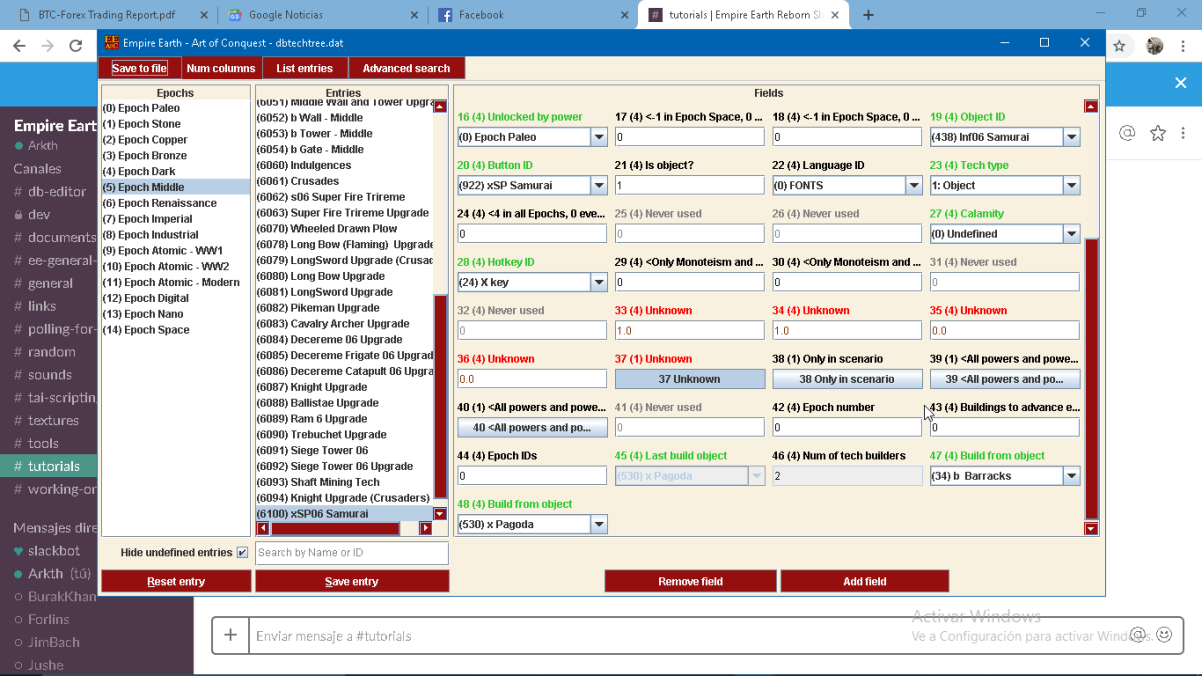 BTC-Forex Trading Report.pdf
Google Noticias
Facebook
tutorials | Empire Earth Reborn Sl
Empire Earth - Art of Conquest - dbtechtree.dat
Save to file
Num columns
List entries
Advanced search
Empire Eart
Arkth
Canales
# db-editor
dev
# documents
# ee-general-
# general
# links
# polling-for-
# random
# sounds
# tai-scriptin
# textures
# tools
# tutorials
# working-or
Mensajes dire
slackbot
Arkth (tú)
BurakKhan
Forlins
JimBach
Jushe
Epochs
(0) Epoch Paleo
(1) Epoch Stone
(2) Epoch Copper
(3) Epoch Bronze
(4) Epoch Dark
(5) Epoch Middle
(6) Epoch Renaissance
(7) Epoch Imperial
(8) Epoch Industrial
(9) Epoch Atomic - WW1
(10) Epoch Atomic - WW2
(11) Epoch Atomic - Modern
(12) Epoch Digital
(13) Epoch Nano
(14) Epoch Space
Hide undefined entries
Reset entry
Entries
(6051) Middle Wall and Tower Upgra
(6052) b Wall - Middle
(6053) b Tower - Middle
(6054) b Gate - Middle
(6060) Indulgences
(6061) Crusades
(6062) s06 Super Fire Trireme
(6063) Super Fire Trireme Upgrade
(6070) Wheeled Drawn Plow
(6078) Long Bow (Flaming) Upgrade
(6079) LongSword Upgrade (Crusad
(6080) Long Bow Upgrade
(6081) LongSword Upgrade
(6082) Pikeman Upgrade
(6083) Cavalry Archer Upgrade
(6084) Decereme 06 Upgrade
(6085) Decereme Frigate 06 Upgrad
(6086) Decereme Catapult 06 Upgra
(6087) Knight Upgrade
(6088) Ballistae Upgrade
(6089) Ram 6 Upgrade
(6090) Trebuchet Upgrade
(6091) Siege Tower 06
(6092) Siege Tower 06 Upgrade
(6093) Shaft Mining Tech
(6094) Knight Upgrade (Crusaders)
(6100) xSP06 Samurai
Search by Name or ID
Save entry
Fields
16 (4) Unlocked by power
17 (4) <-1 in Epoch Space, 0 ...
18 (4) <-1 in Epoch Space, 0 ...
19 (4) Object ID
(0) Epoch Paleo
0
0
(438) Inf06 Samurai
20 (4) Button ID
21 (4) Is object?
22 (4) Language ID
23 (4) Tech type
(922) xSP Samurai
1
(0) FONTS
1: Object
24 (4) <4 in all Epochs, 0 eve...
25 (4) Never used
26 (4) Never used
27 (4) Calamity
0
0
0
(0) Undefined
28 (4) Hotkey ID
29 (4) <Only Monoteism and ...
30 (4) <Only Monoteism and ...
31 (4) Never used
(24) X key
0
0
0
32 (4) Never used
33 (4) Unknown
34 (4) Unknown
35 (4) Unknown
0
1.0
1.0
0.0
36 (4) Unknown
37 (1) Unknown
38 (1) Only in scenario
39 (1) <All powers and powe...
0.0
37 Unknown
38 Only in scenario
39 <All powers and po...
40 (1) <All powers and powe...
41 (4) Never used
42 (4) Epoch number
43 (4) Buildings to advance e...
40 <All powers and po...
0
0
0
44 (4) Epoch IDs
45 (4) Last build object
46 (4) Num of tech builders
47 (4) Build from object
0
(530) x Pagoda
2
(34) b Barracks
48 (4) Build from object
(530) x Pagoda
Remove field
Add field
Activar Windows
Ve a Configuración para activar Windows.
Enviar mensaje a #tutorials